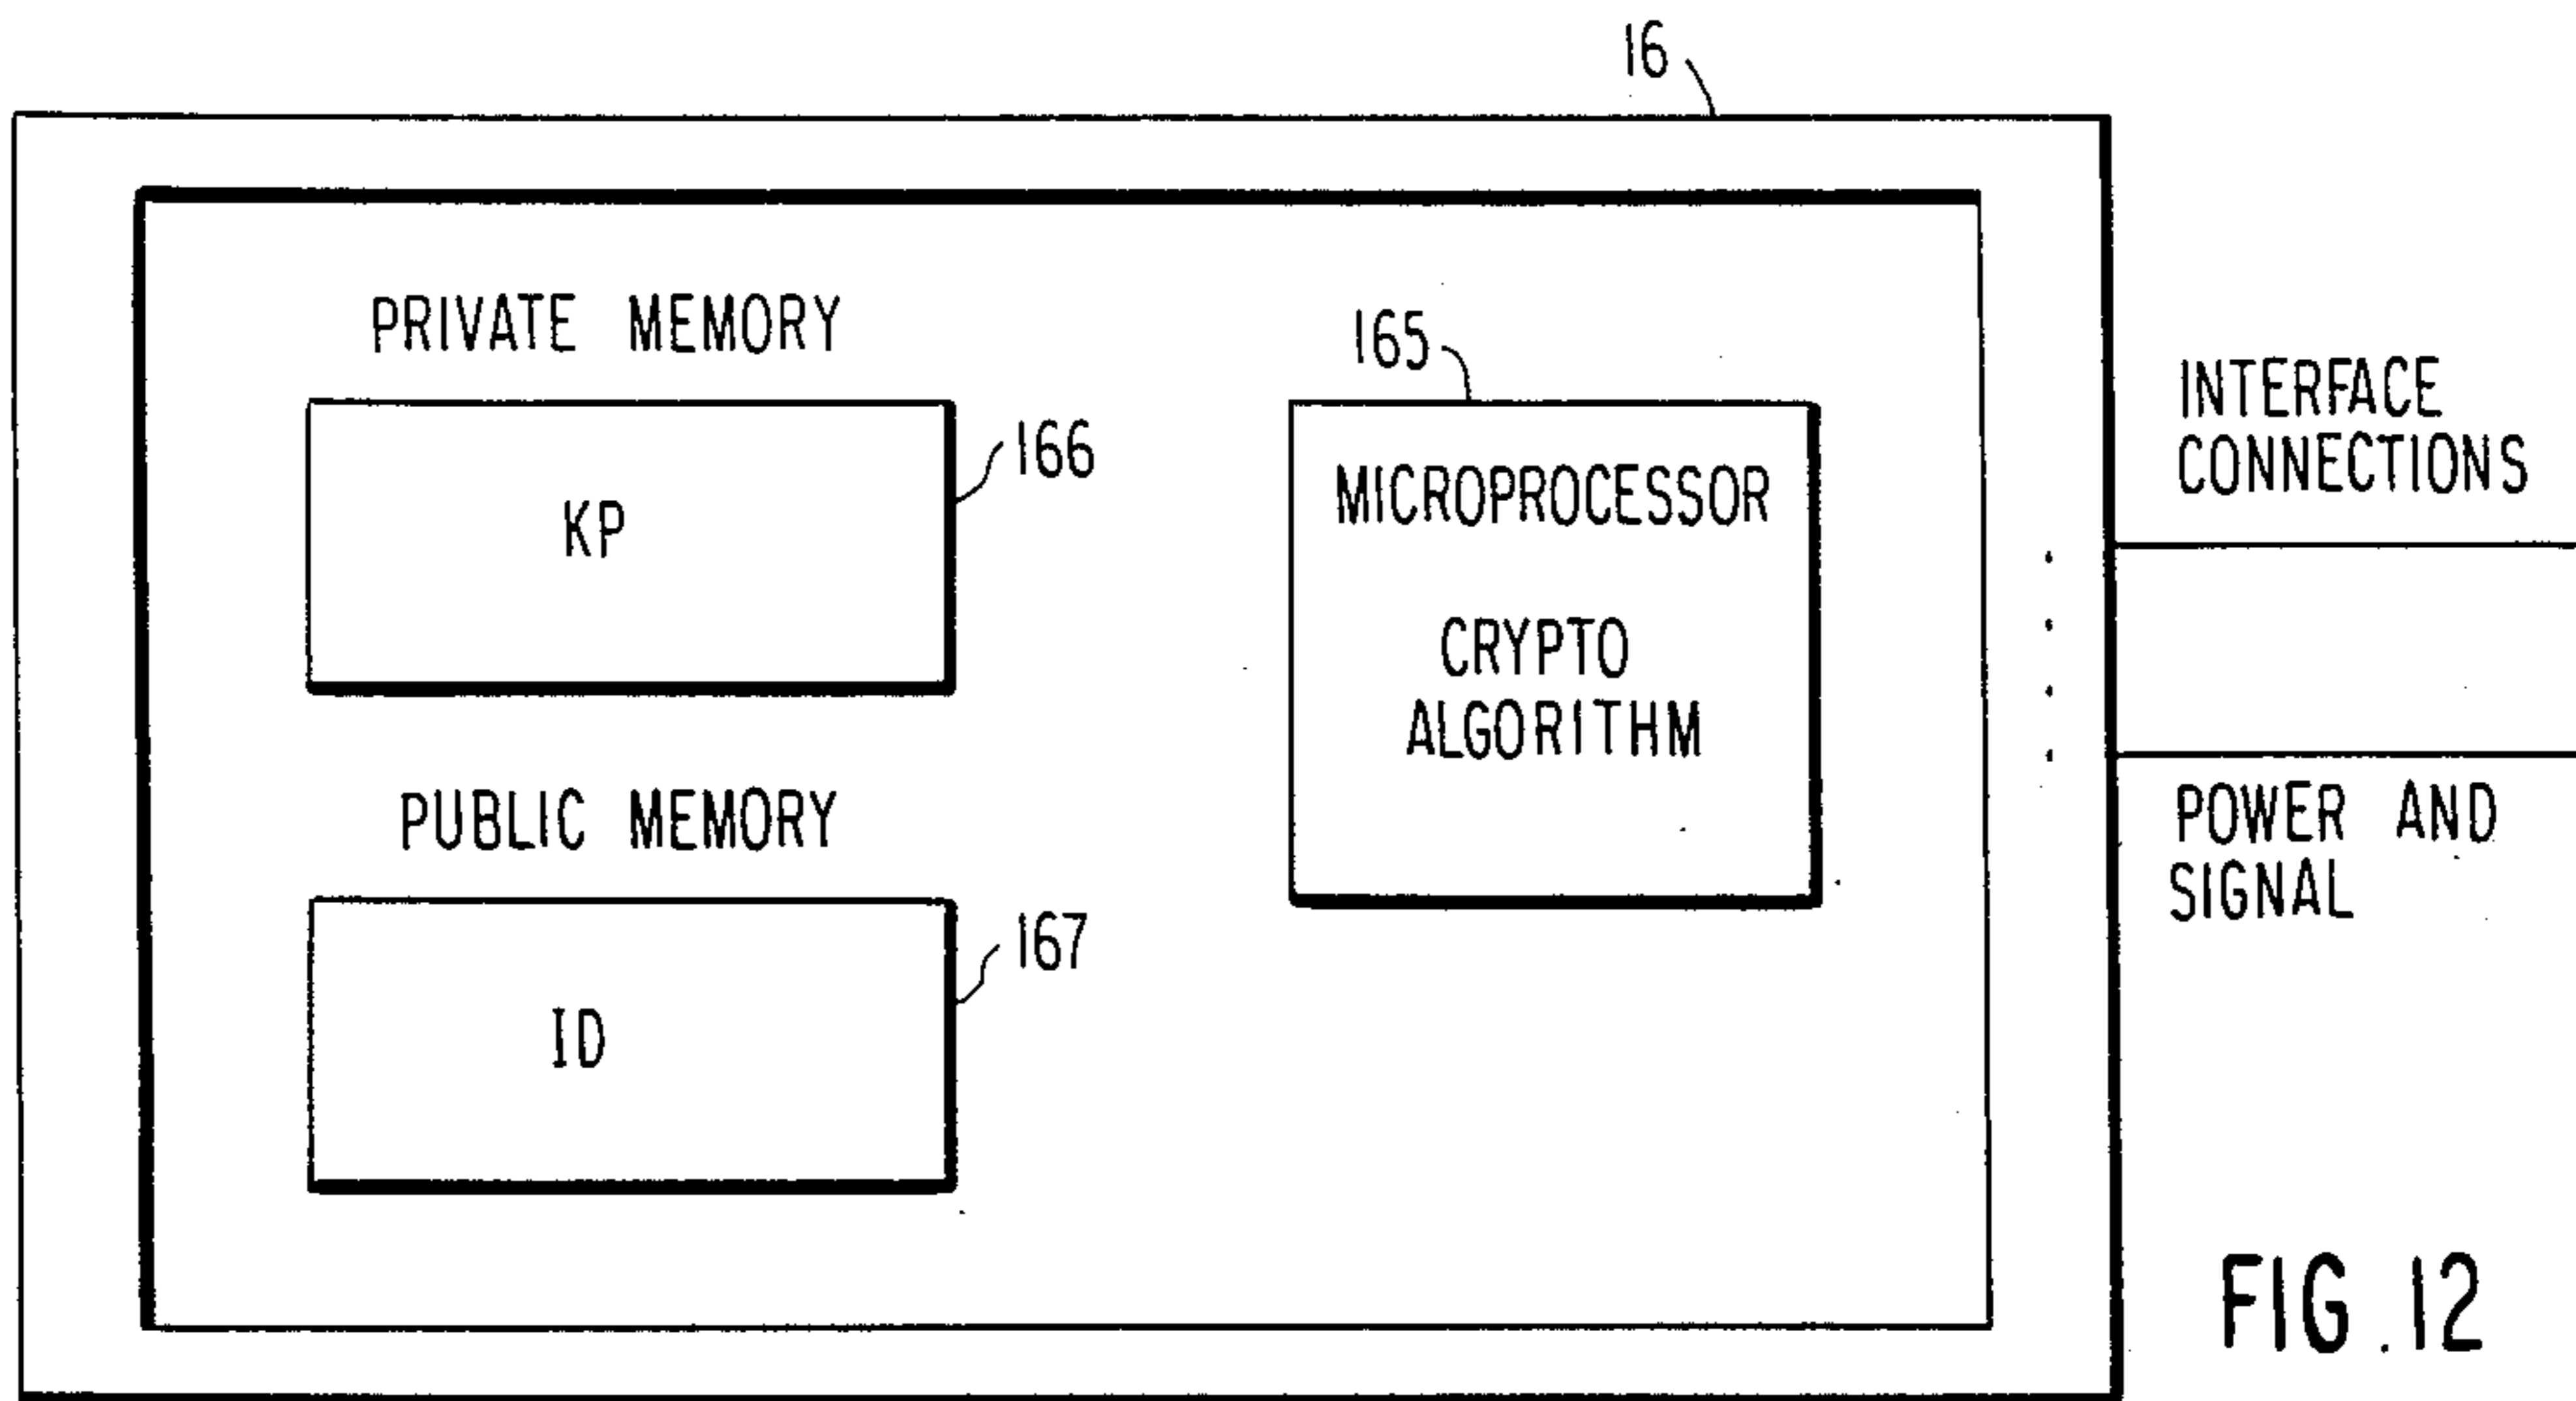 16
PRIVATE MEMORY
KP
166
PUBLIC MEMORY
ID
167
165
MICROPROCESSOR
CRYPTO
ALGORITHM
INTERFACE
CONNECTIONS
POWER AND
SIGNAL
FIG.12